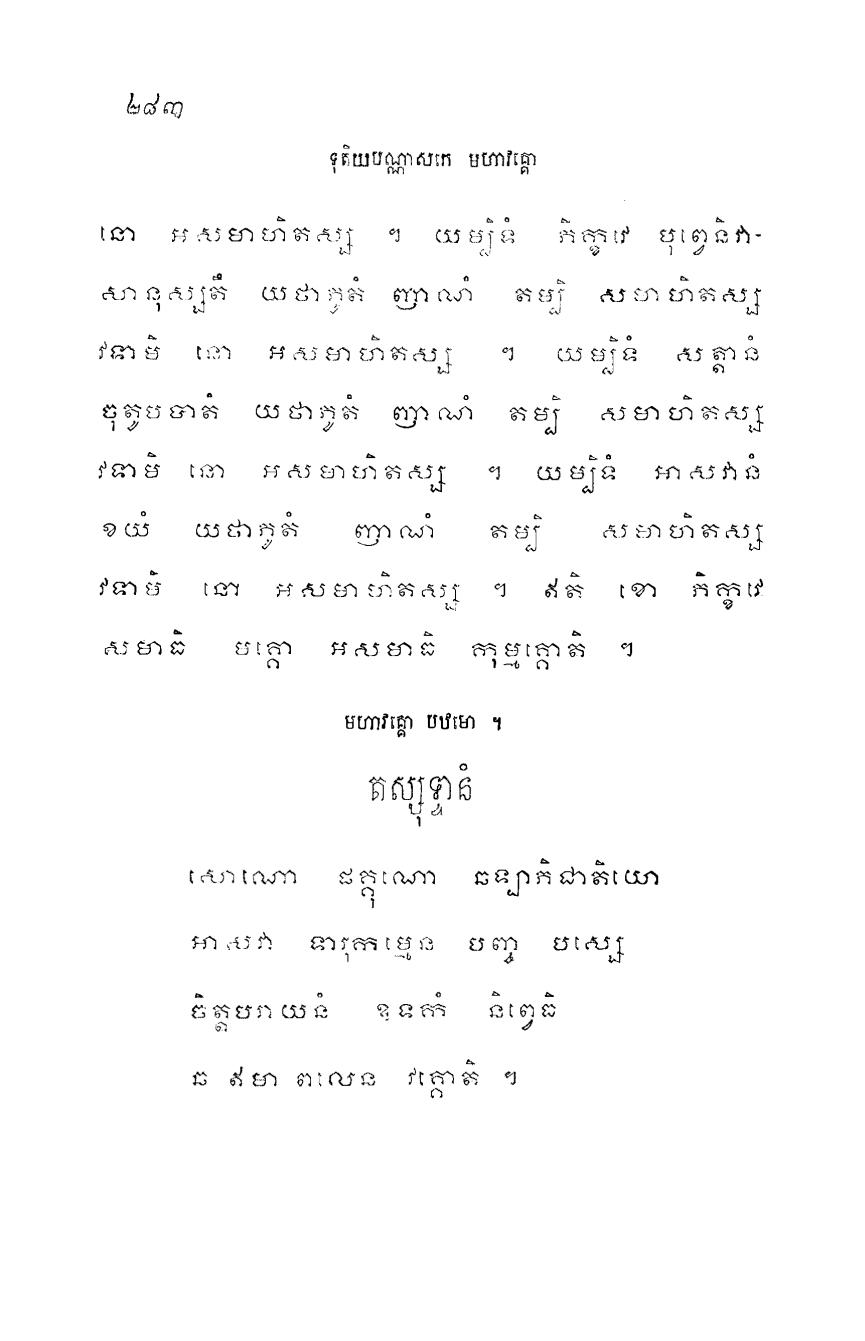 ២៨៣
ទុតិយបណ្ណាសកេ មហាវគ្គោ
នោ អសមាហិតស្ស ។ យម្បិទំ ភិក្ខវេ បុព្វេនិវា-
សានុស្សតឹ យថាភូតំ ញាណំ តម្បិ សមាហិតស្ស
វទាមិ នោ អសមាហិតស្ស ។ យម្បិទំ សត្តានំ
ចុតូបបាតំ យថាភូតំ ញាណំ តម្បិ សមាហិតស្ស
វទាមិ នោ អសមាហិតស្ស ។ យម្បិទំ អាសវានំ
ខយំ យថាភូតំ ញាណំ តម្បិ សមាហិតស្ស
វទាមិ នោ អសមាហិតស្ស ។ ឥតិ ខោ ភិក្ខវេ
សមាធិ មគ្គោ អសមាធិ កុម្មគ្គោតិ ។
មហាវគ្គោ បឋមោ ។
តស្សុទ្ទានំ
សោណោ ផគ្គុណោ ឆឡាភិជាតិយោ
អាសវា ទារុកម្មេន បញ្ច បស្សេ
ចិត្តបរាយនំ ឧទកំ និព្វេធិ
ឆ ឥមា ពលេន វគ្គោតិ ។